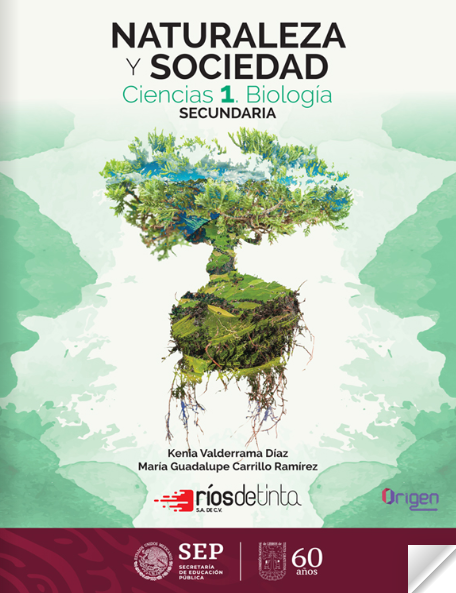 NATURALEZA
Y SOCIEDAD
Ciencias 1. Biología
SECUNDARIA
Kenia Valderrama Díaz
María Guadalupe Carrillo Ramírez
ríosdetinta
S.A. DE C.V.
Origen
SEP
SECRETARÍA
DE EDUCACIÓN
PÚBLICA
60
años